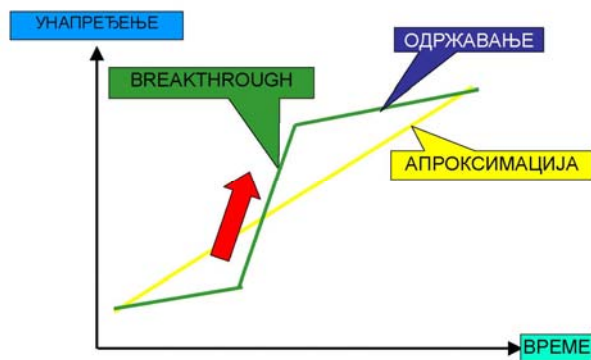 УНАПРЕЂЕЊЕ
ОДРЖАВАЊЕ
BREAKTHROUGH
АПРОКСИМАЦИЈА
ВРЕМЕ